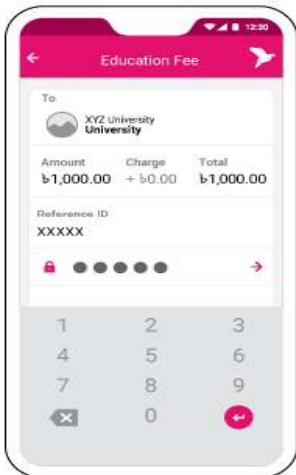 12:30
Education Fee
To
XYZ University
University
Amount Charge Total
৳1,000.00 + ৳0.00 ৳1,000.00
Reference ID
XXXXX
1 2 3
4 5 6
7 8 9
0